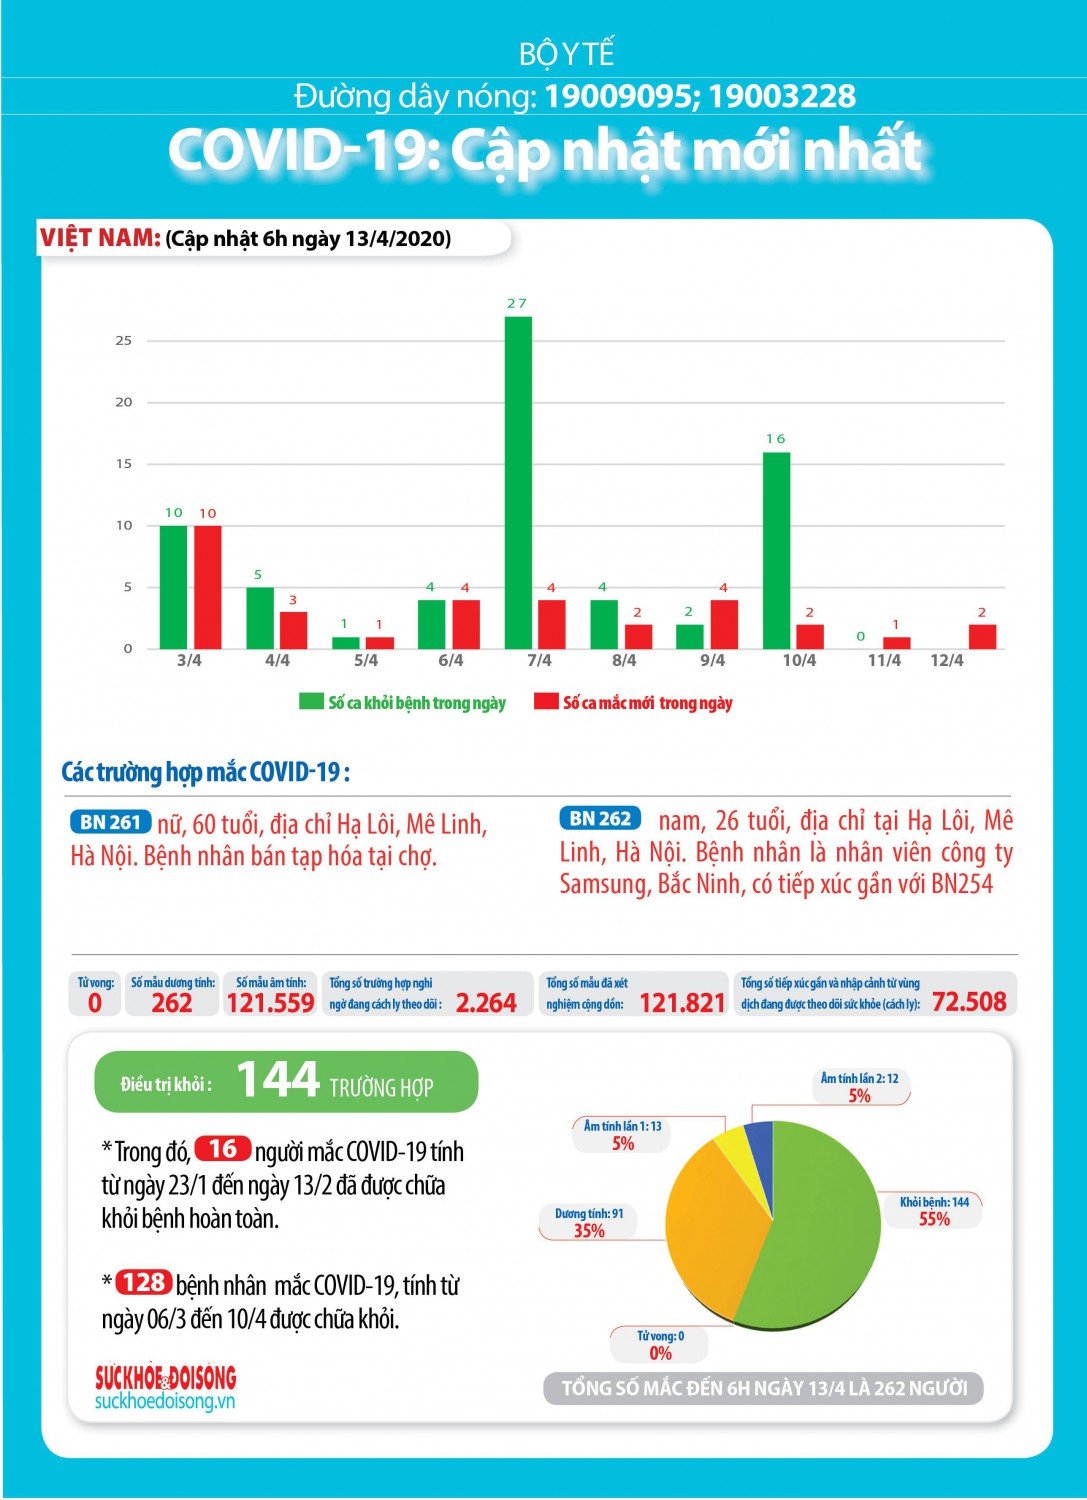 BỘ Y TẾ
Đường dây nóng: 19009095; 19003228
COVID-19: Cập nhật mới nhất
VIỆT NAM: (Cập nhật 6h ngày 13/4/2020)
27
25
20
16
15
10 10
10
5
5
4 4
4
4
4
3
2
2
2
2
1 1
1
0
0
3/4 4/4 5/4 6/4 7/4 8/4 9/4 10/4 11/4 12/4
Số ca khỏi bệnh trong ngày Số ca mắc mới trong ngày
Các trường hợp mắc COVID-19 :
BN 261 nữ, 60 tuổi, địa chỉ Hạ Lôi, Mê Linh,
Hà Nội. Bệnh nhân bán tạp hóa tại chợ.
BN 262 nam, 26 tuổi, địa chỉ tại Hạ Lôi, Mê
Linh, Hà Nội. Bệnh nhân là nhân viên công ty
Samsung, Bắc Ninh, có tiếp xúc gần với BN254
Tử vong:
0
Số mẫu dương tính:
262
Số mẫu âm tính:
121.559
Tổng số trường hợp nghi
ngờ đang cách ly theo dõi : 2.264
Tổng số mẫu đã xét
nghiệm cộng dồn: 121.821
Tổng số tiếp xúc gần và nhập cảnh từ vùng
dịch đang được theo dõi sức khỏe (cách ly): 72.508
Điều trị khỏi : 144 TRƯỜNG HỢP
* Trong đó, 16 người mắc COVID-19 tính
từ ngày 23/1 đến ngày 13/2 đã được chữa
khỏi bệnh hoàn toàn.
* 128 bệnh nhân mắc COVID-19, tính từ
ngày 06/3 đến 10/4 được chữa khỏi.
SỨC KHỎE & ĐỜI SỐNG
suckhoedoisong.vn
Âm tính lần 2: 12
5%
Âm tính lần 1: 13
5%
Khỏi bệnh: 144
55%
Dương tính: 91
35%
Tử vong: 0
0%
TỔNG SỐ MẮC ĐẾN 6H NGÀY 13/4 LÀ 262 NGƯỜI